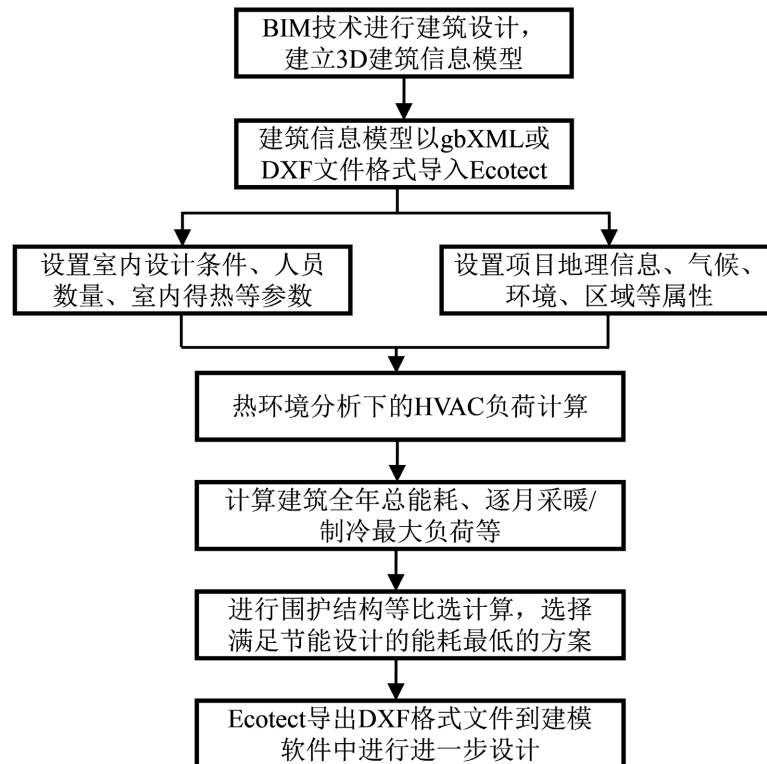 BIM技术进行建筑设计，
建立3D建筑信息模型
建筑信息模型以gbXML或
DXF文件格式导入Ecotect
设置室内设计条件、人员
数量、室内得热等参数
设置项目地理信息、气候、
环境、区域等属性
热环境分析下的HVAC负荷计算
计算建筑全年总能耗、逐月采暖/
制冷最大负荷等
进行围护结构等比选计算，选择
满足节能设计的能耗最低的方案
Ecotect导出DXF格式文件到建模
软件中进行进一步设计